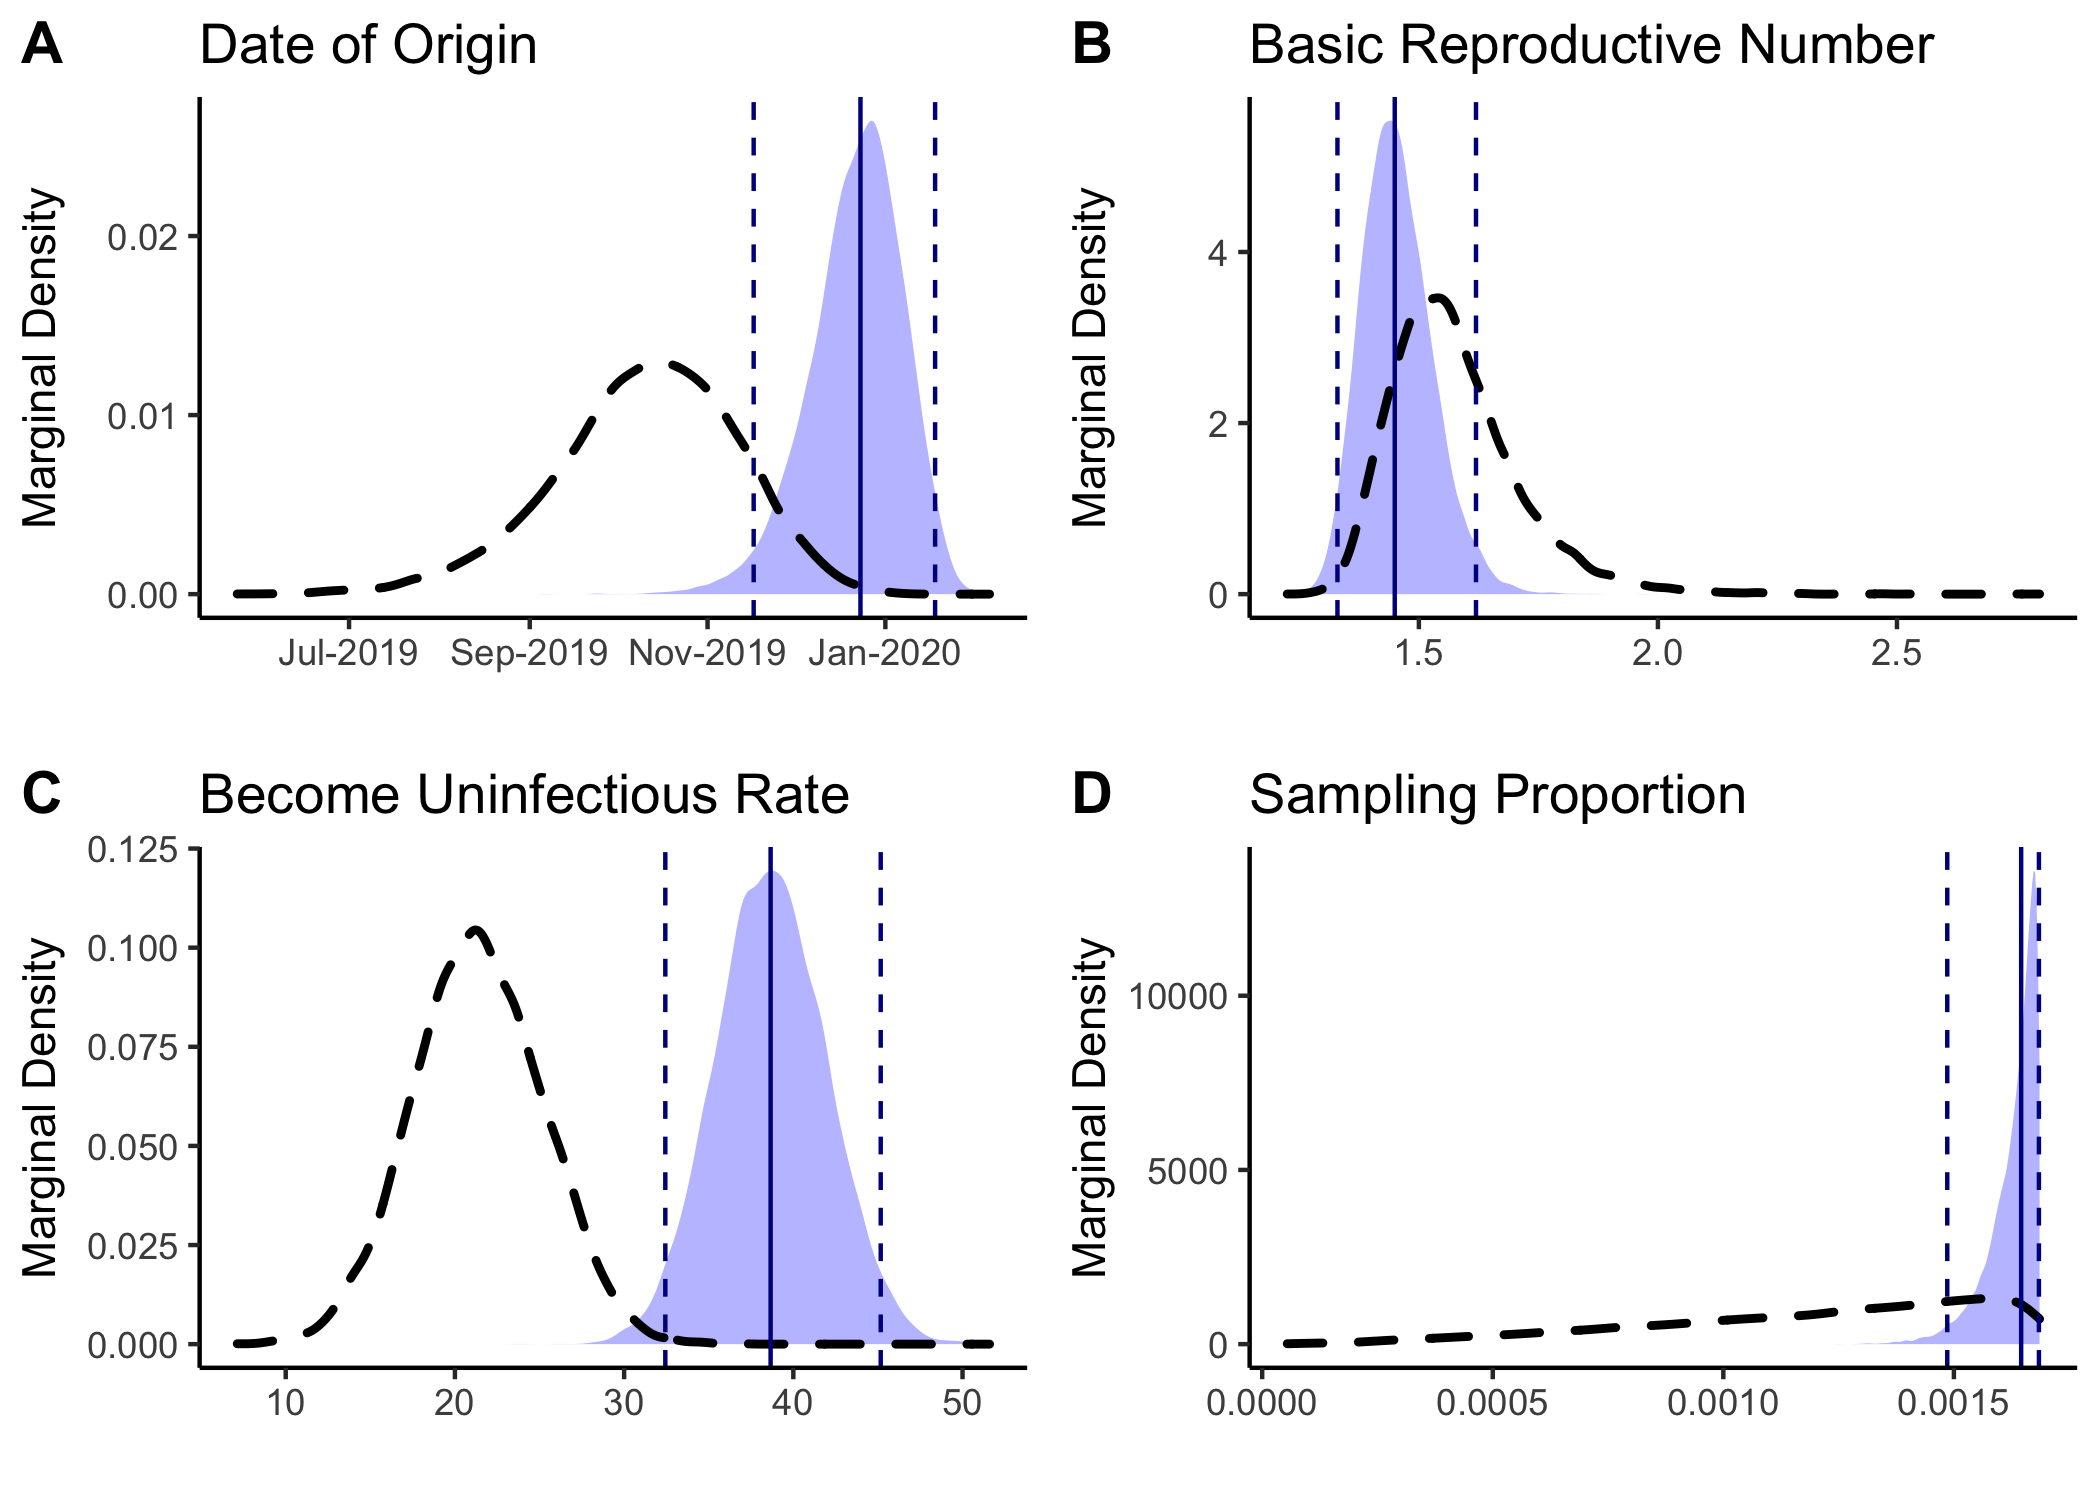 A Date of Origin
Marginal Density
0.02
0.01
0.00
Jul-2019 Sep-2019 Nov-2019 Jan-2020
B Basic Reproductive Number
Marginal Density
4
2
0
1.5 2.0 2.5
C Become Uninfectious Rate
Marginal Density
0.125
0.100
0.075
0.050
0.025
0.000
10 20 30 40 50
D Sampling Proportion
Marginal Density
10000
5000
0
0.0000 0.0005 0.0010 0.0015